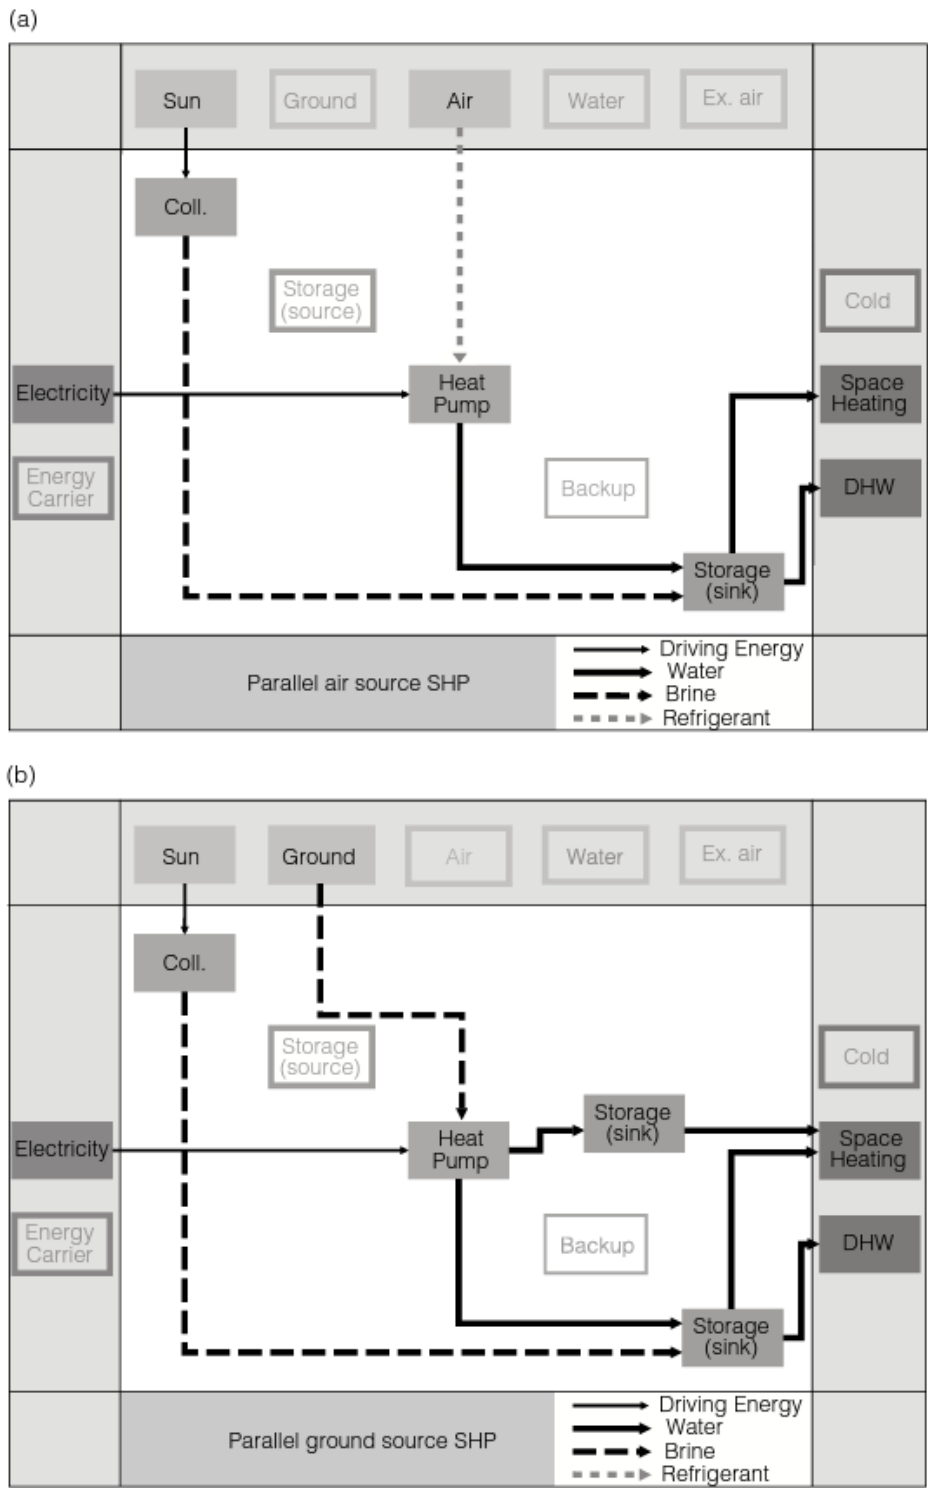 (a)
Sun
Ground
Air
Water
Ex. air
Coll.
Storage
(source)
Cold
Electricity
Heat
Pump
Space
Heating
Energy
Carrier
Backup
DHW
Storage
(sink)
Parallel air source SHP
Driving Energy
Water
Brine
Refrigerant
(b)
Sun
Ground
Air
Water
Ex. air
Coll.
Storage
(source)
Cold
Electricity
Heat
Pump
Storage
(sink)
Space
Heating
Energy
Carrier
Backup
DHW
Storage
(sink)
Parallel ground source SHP
Driving Energy
Water
Brine
Refrigerant